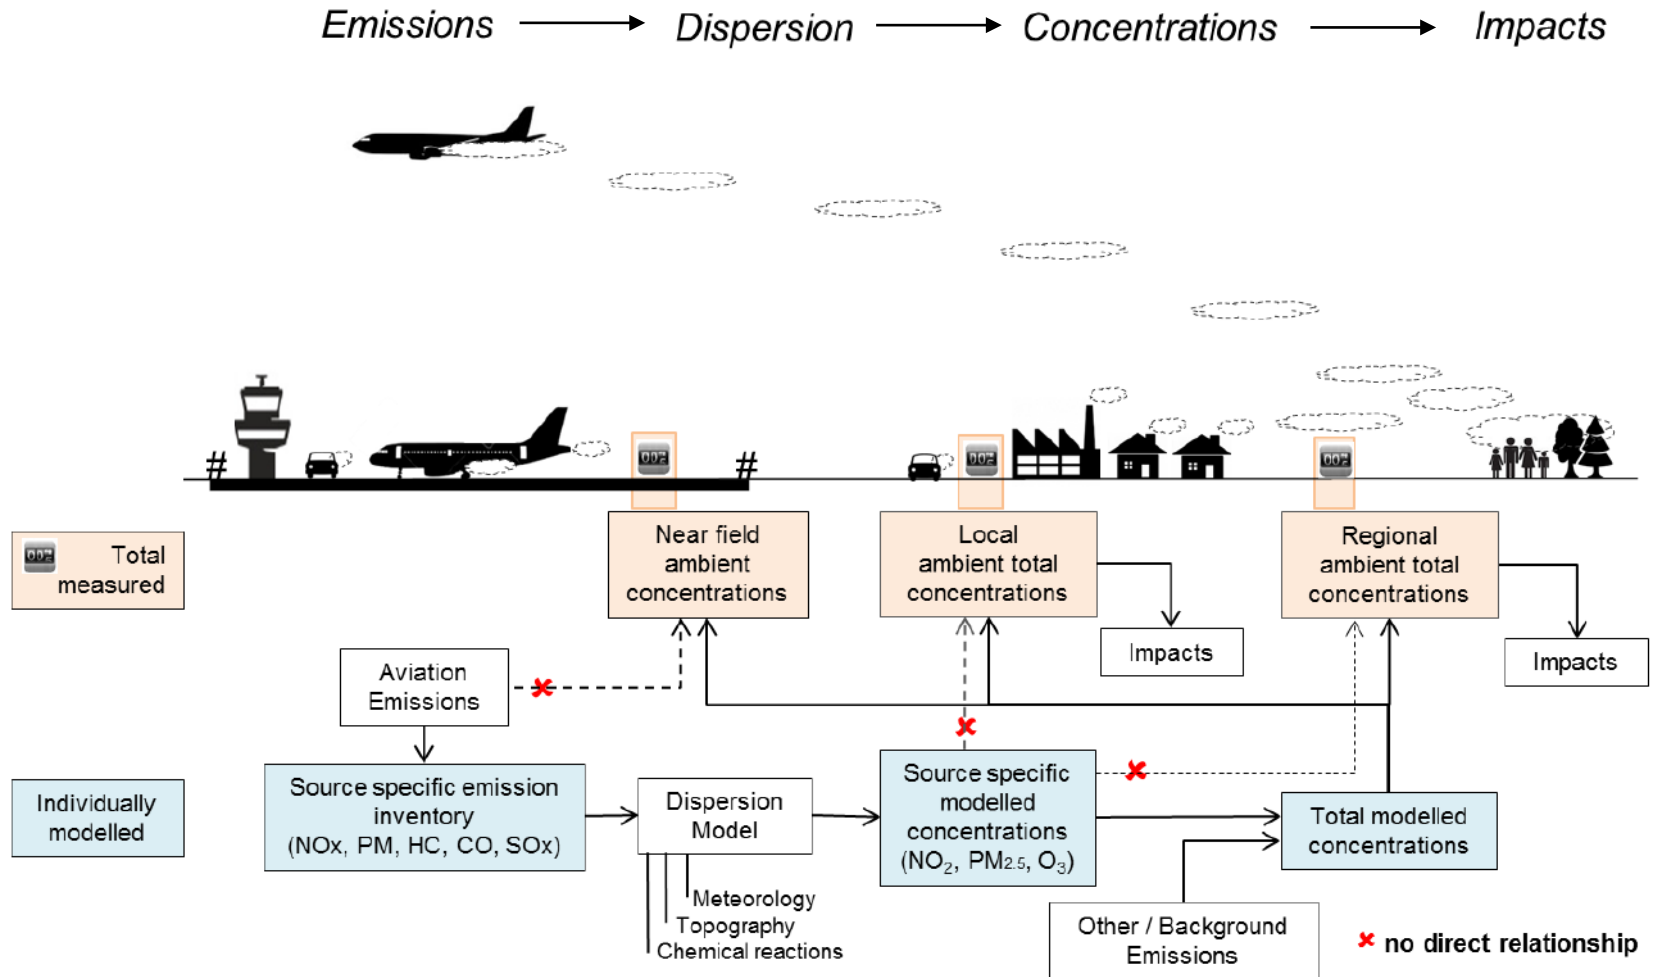 Emissions
Dispersion
Concentrations
Impacts
Total
measured
Near field
ambient
concentrations
Local
ambient total
concentrations
Regional
ambient total
concentrations
Impacts
Impacts
Aviation
Emissions
Individually
modelled
Source specific emission
inventory
(NOx, PM, HC, CO, SOx)
Dispersion
Model
Meteorology
Topography
Chemical reactions
Source specific
modelled
concentrations
(NO₂, PM2.5, O₃)
Total modelled
concentrations
Other / Background
Emissions
no direct relationship